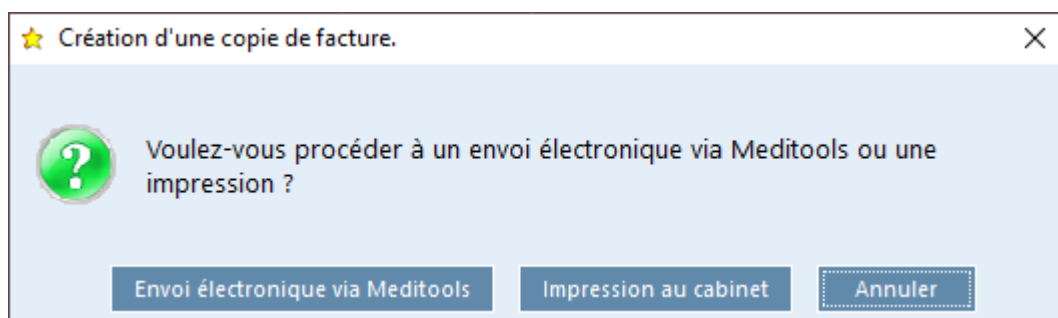 Création d'une copie de facture.
Voulez-vous procéder à un envoi électronique via Meditools ou une
impression ?
Envoi électronique via Meditools
Impression au cabinet
Annuler